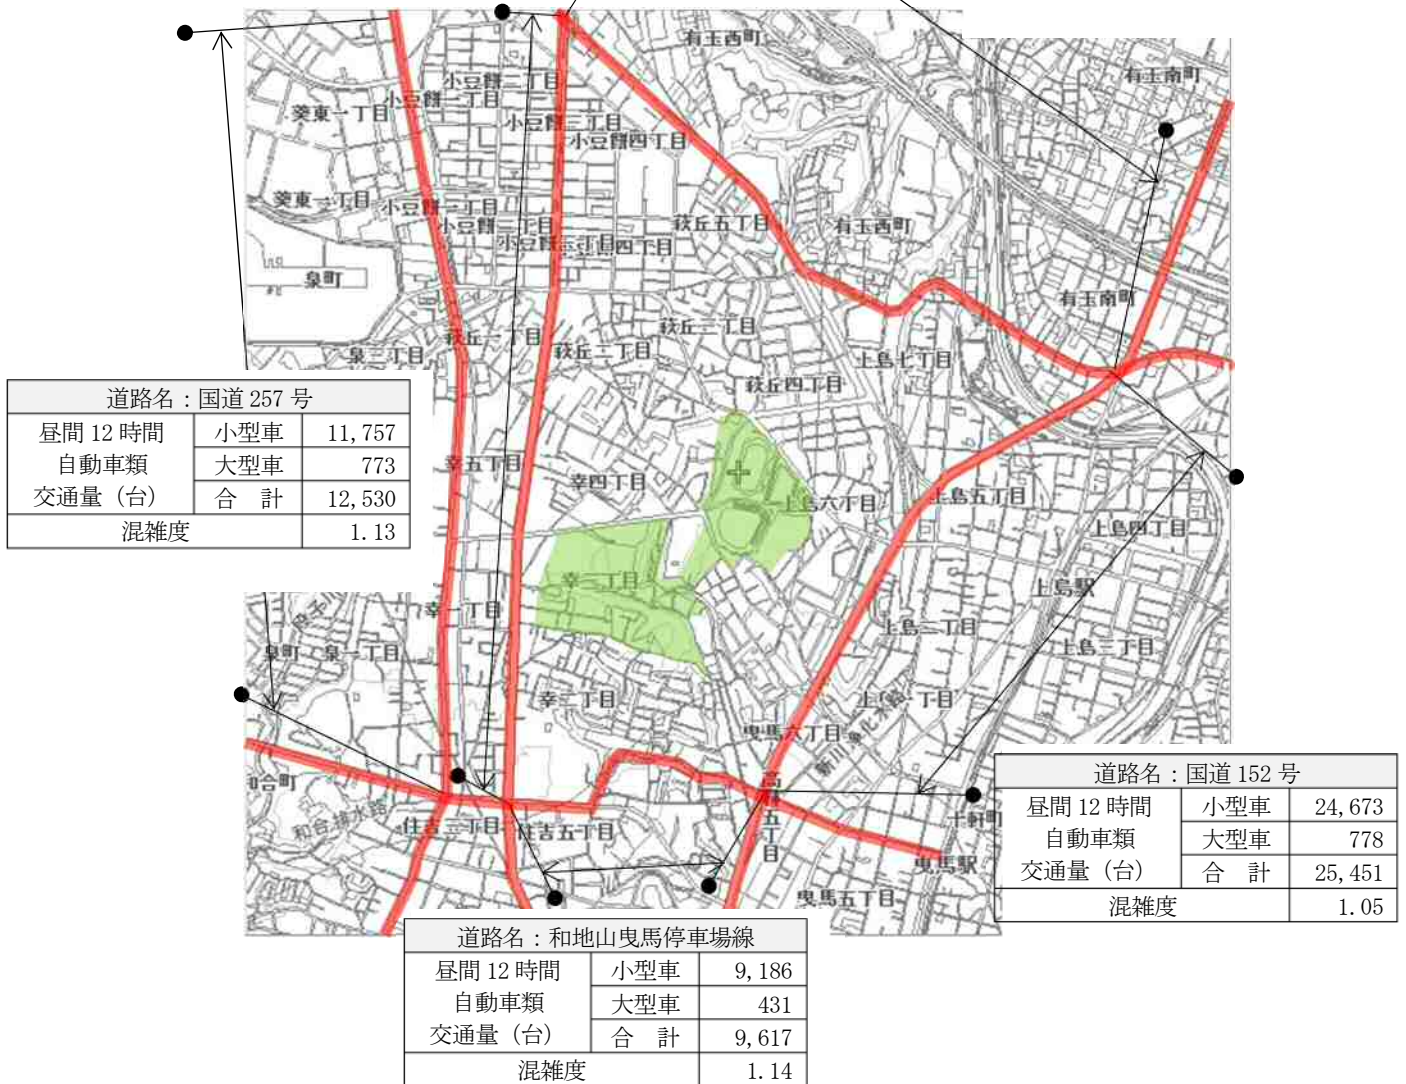 有玉西町
有玉南町
小豆餅二丁目
小豆餅一丁目
葵東一丁目
小豆餅三丁目
小豆餅四丁目
葵東一丁目
小豆餅一丁目
小豆餅二丁目
萩丘五丁目
有玉西町
泉町
有玉南町
萩丘一丁目
萩丘三丁目
泉三丁目
萩丘二丁目
上島七丁目
萩丘四丁目
道路名：国道 257 号
昼間 12 時間
自動車類
交通量（台）
小型車 11,757
大型車 773
合 計 12,530
混雑度 1.13
幸五丁目
幸四丁目
上島六丁目
上島五丁目
上島四丁目
幸三丁目
上島駅
幸一丁目
上島二丁目
上島三丁目
泉町
泉一丁目
幸二丁目
曳馬六丁目
和合町
和合排水路
住吉三丁目
住吉五丁目
十軒町
曳馬駅
曳馬五丁目
道路名：国道 152 号
昼間 12 時間
自動車類
交通量（台）
小型車 24,673
大型車 778
合 計 25,451
混雑度 1.05
道路名：和地山曳馬停車場線
昼間 12 時間
自動車類
交通量（台）
小型車 9,186
大型車 431
合 計 9,617
混雑度 1.14